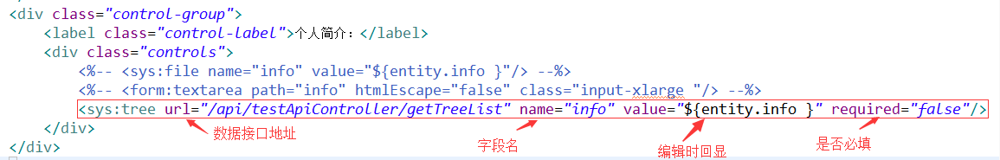 <div class="control-group">
<label class="control-label">个人简介：</label>
<div class="controls">
<%-- <sys:file name="info" value="${entity.info }"/> --%>
<%-- <form:textarea path="info" htmlEscape="false" class="input-xlarge "/> --%>
<sys:tree url="/api/testApiController/getTreeList" name="info" value="${entity.info }" required="false"/>
</div>
数据接口地址 字段名 编辑时回显 是否必填
</div>